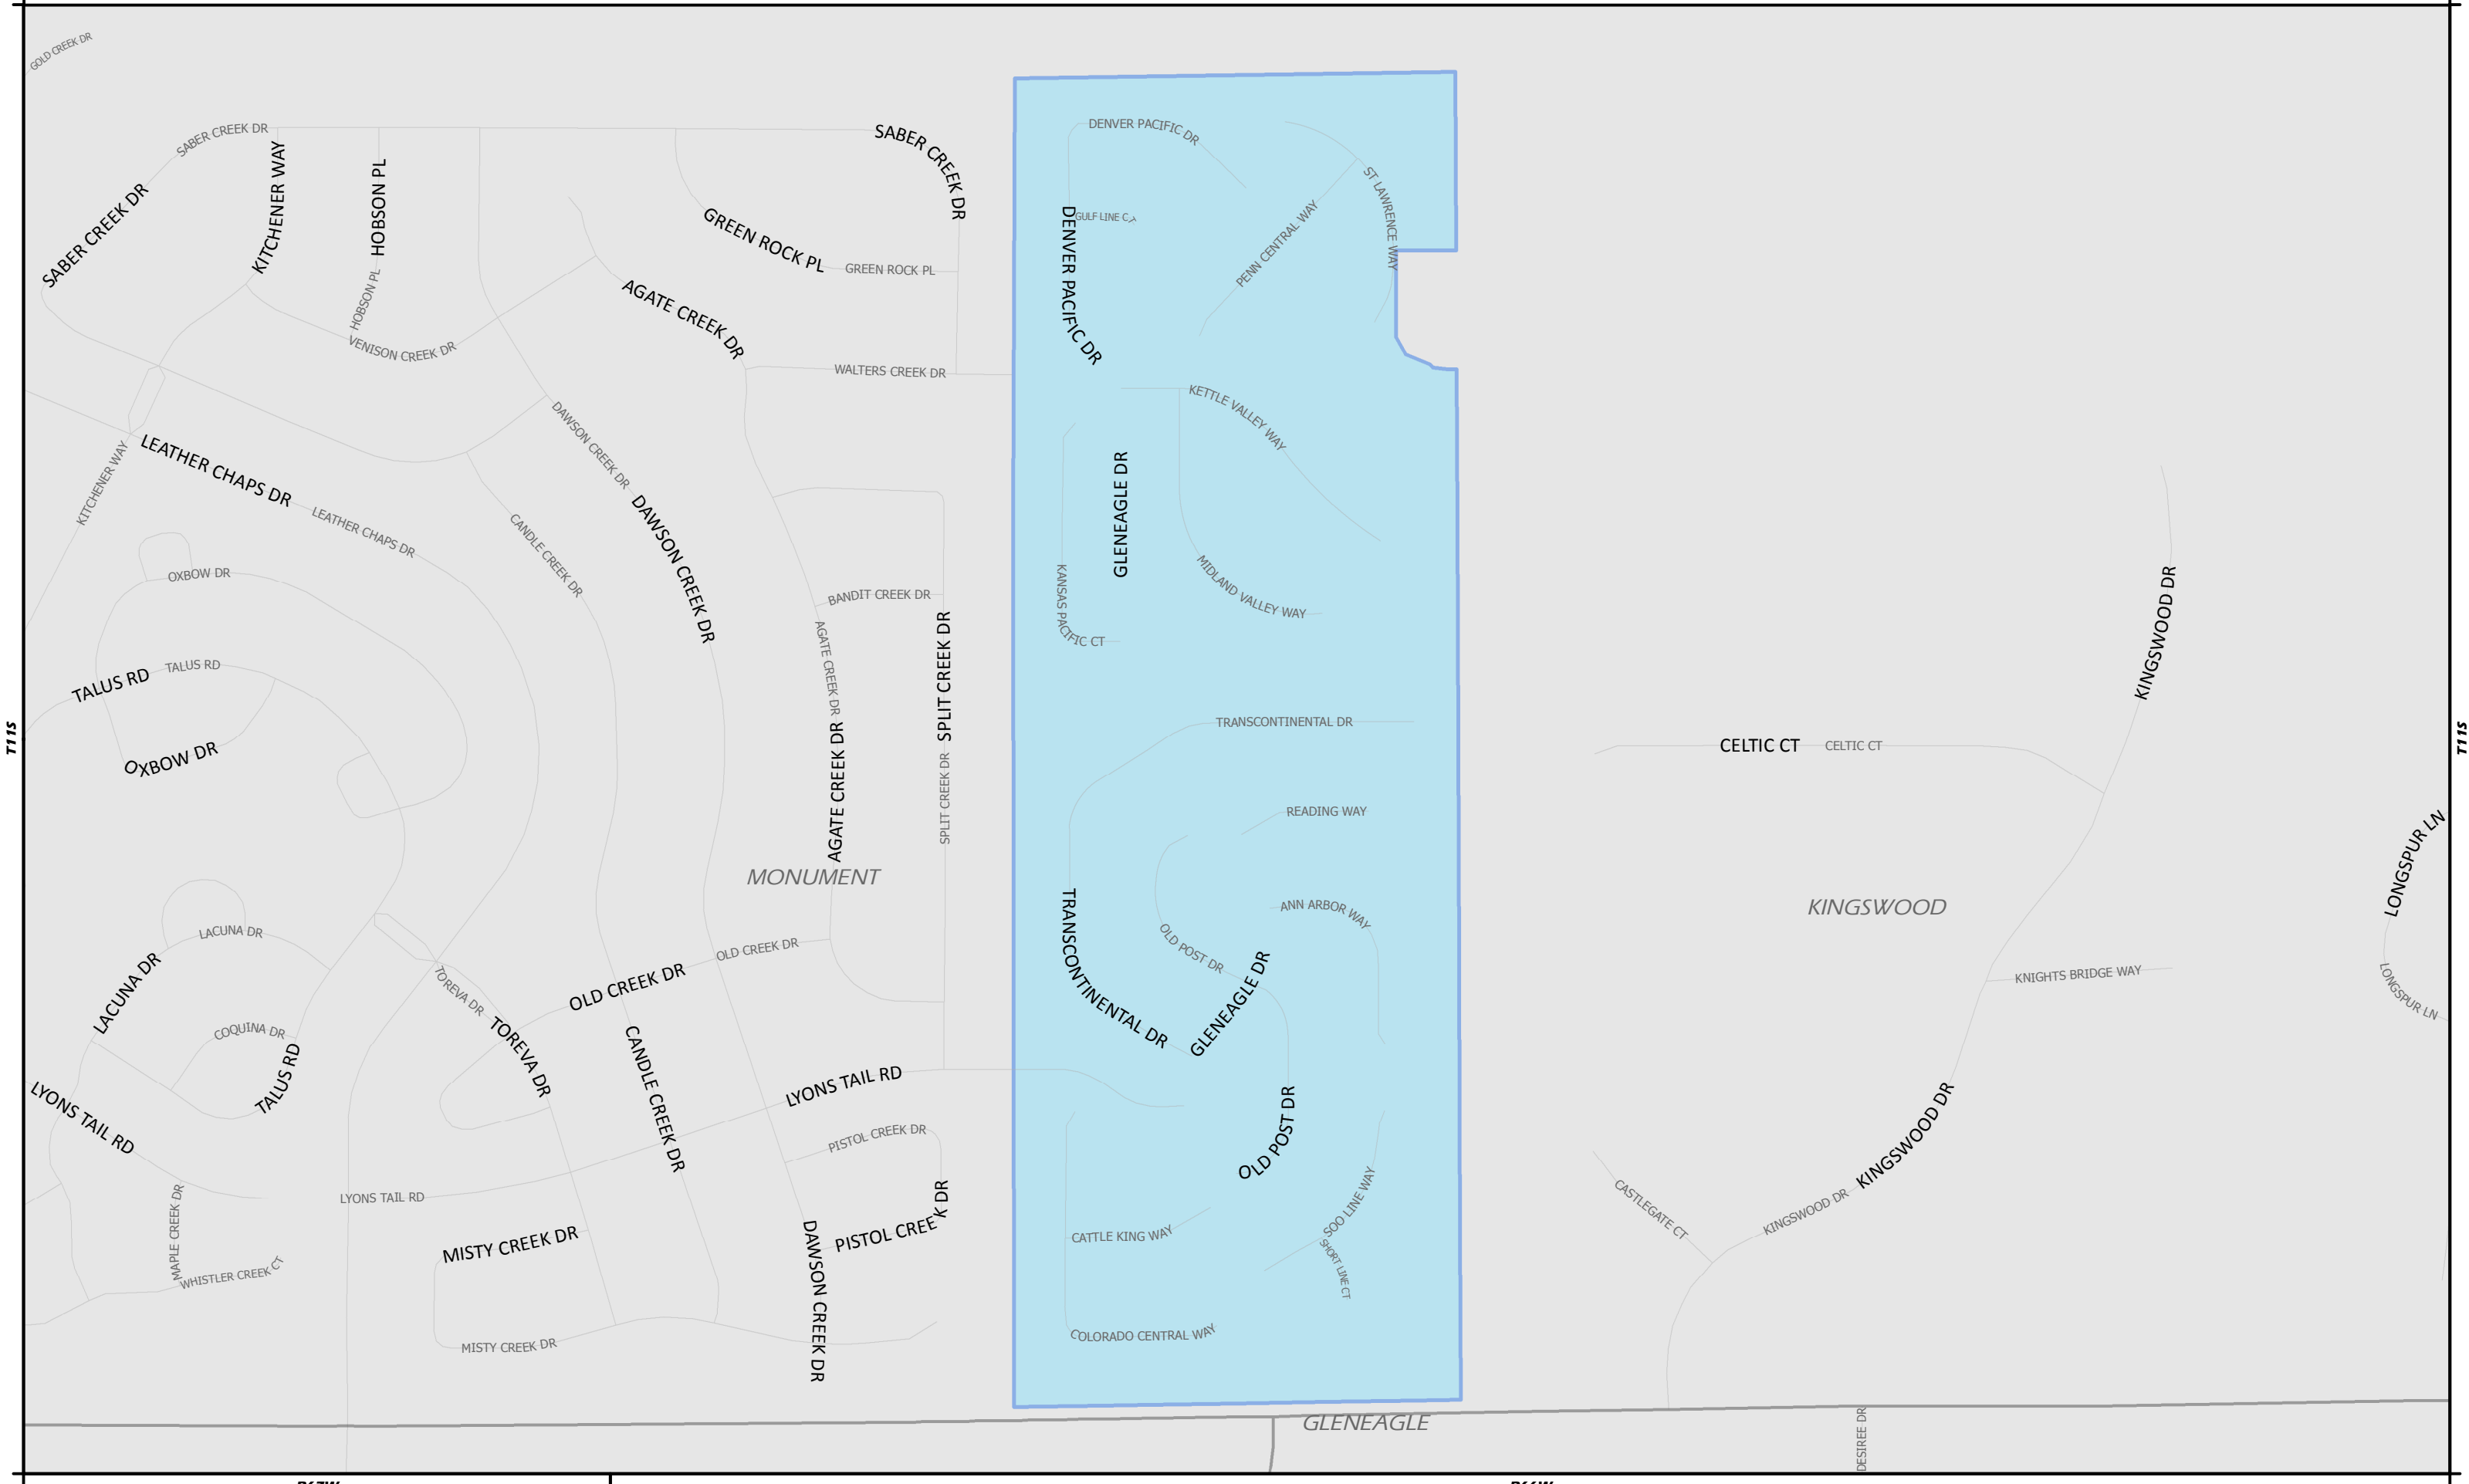 GOLD CREEK DR
SABER CREEK DR
SABER CREEK DR
DENVER PACIFIC DR
SABER CREEK DR
KITCHENER WAY
HOBSON PL
ST LAWRENCE WAY
GREEN ROCK PL
GULF LINE CT
PENN CENTRAL WAY
DENVER PACIFIC DR
GREEN ROCK PL
HOBSON PL
AGATE CREEK DR
VENISON CREEK DR
WALTERS CREEK DR
KETTLE VALLEY WAY
DAWSON CREEK DR
KITCHENER WAY
LEATHER CHAPS DR
LEATHER CHAPS DR
GLENEAGLE DR
CANDLE CREEK DR
DAWSON CREEK DR
OXBOW DR
BANDIT CREEK DR
MIDLAND VALLEY WAY
KANSAS PACIFIC CT
KINGSWOOD DR
AGATE CREEK DR
SPLIT CREEK DR
TALUS RD
TALUS RD
TRANSCONTINENTAL DR
T11S
T11S
OXBOW DR
CELTIC CT
CELTIC CT
AGATE CREEK DR
SPLIT CREEK DR
READING WAY
LONGSPUR LN
MONUMENT
KINGSWOOD
ANN ARBOR WAY
LACUNA DR
OLD POST DR
OLD CREEK DR
TRANSCONTINENTAL DR
GLENEAGLE DR
KNIGHTS BRIDGE WAY
LACUNA DR
TOREVA DR
OLD CREEK DR
LONGSPUR LN
COQUINA DR
TOREVA DR
TALUS RD
LYONS TAIL RD
CANDLE CREEK DR
LYONS TAIL RD
OLD POST DR
PISTOL CREEK DR
KINGSWOOD DR
LYONS TAIL RD
SOO LINE WAY
CASTLEGATE CT
KINGSWOOD DR
MAPLE CREEK DR
MISTY CREEK DR
PISTOL CREEK DR
CATTLE KING WAY
WHISTLER CREEK CT
SHORT LINE CT
DAWSON CREEK DR
COLORADO CENTRAL WAY
MISTY CREEK DR
GLENEAGLE
DESIREE DR
R67W
R66W